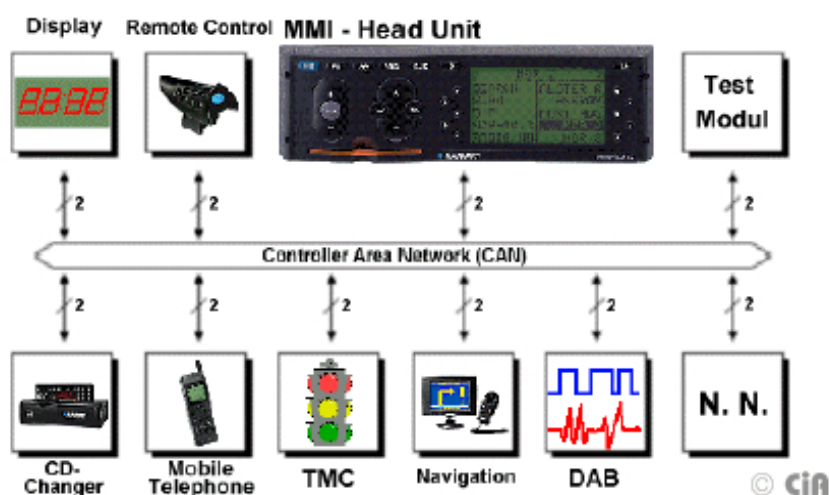 Display
Remote Control
MMI - Head Unit
88:88
Test
Modul
2
2
2
2
Controller Area Network (CAN)
2
2
2
2
2
2
N. N.
CD-
Changer
Mobile
Telephone
TMC
Navigation
DAB
© CiA